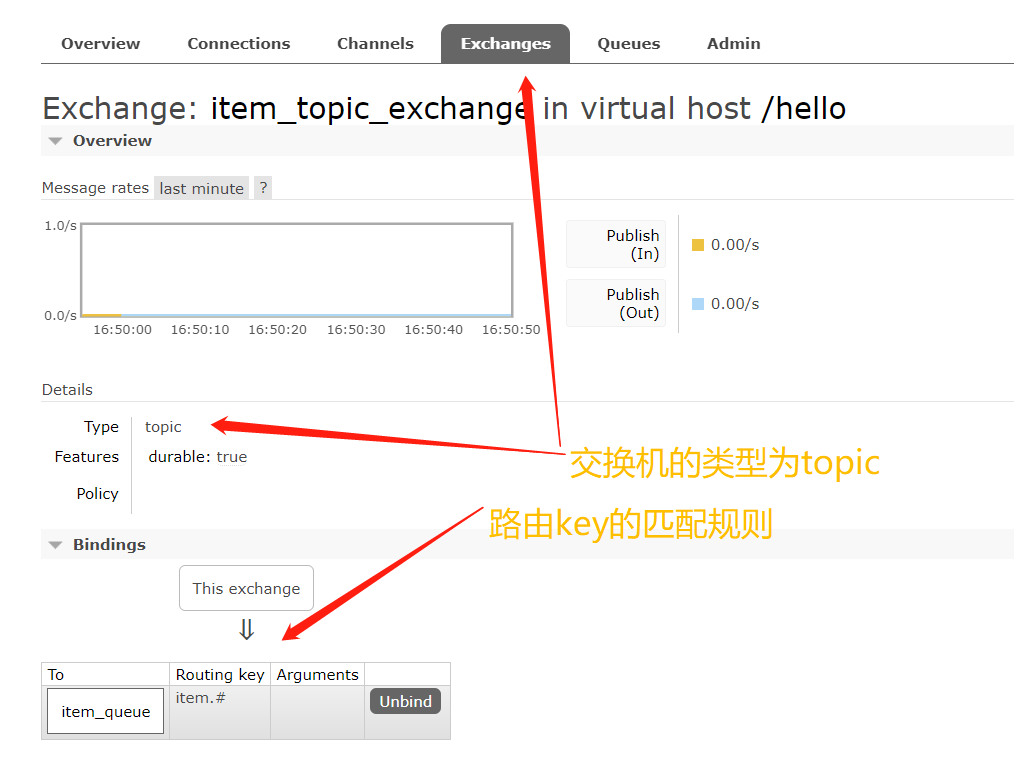 Overview Connections Channels Exchanges Queues Admin
Exchange: item_topic_exchange in virtual host /hello
Overview
Message rates last minute ?
1.0/s
0.0/s
16:50:00 16:50:10 16:50:20 16:50:30 16:50:40 16:50:50
Publish
(In)
0.00/s
Publish
(Out)
0.00/s
Details
Type topic
Features durable: true
Policy
交换机的类型为topic
路由key的匹配规则
Bindings
This exchange
⇓
To Routing key Arguments
item_queue item.# Unbind